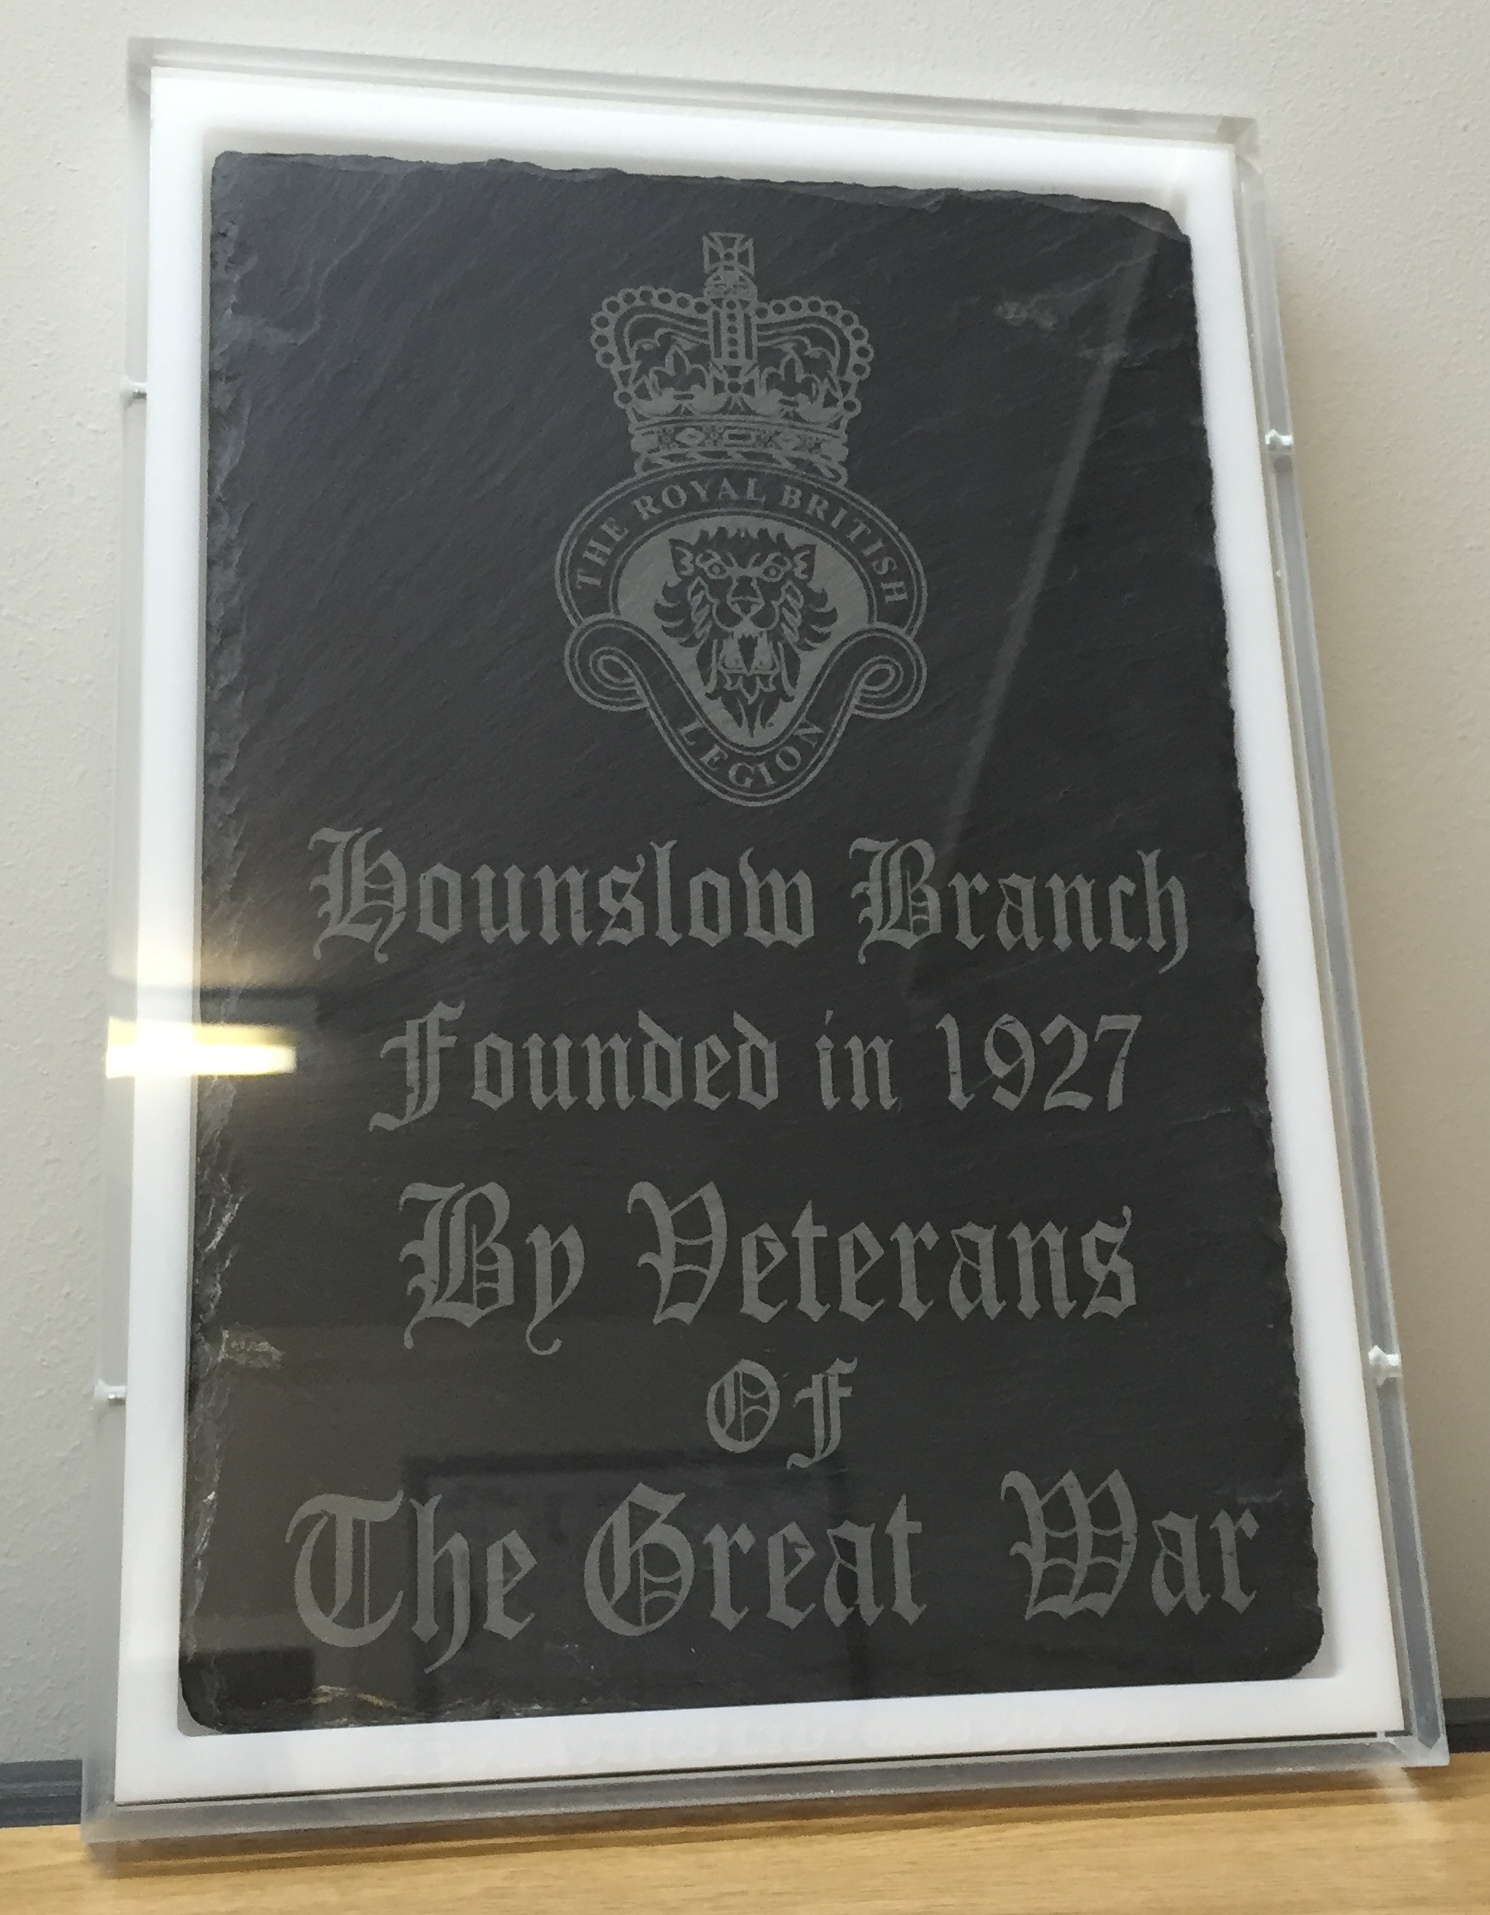 THE ROYAL BRITISH
LEGION
Hounslow Branch
Founded in 1927
By Veterans
Of
The Great War